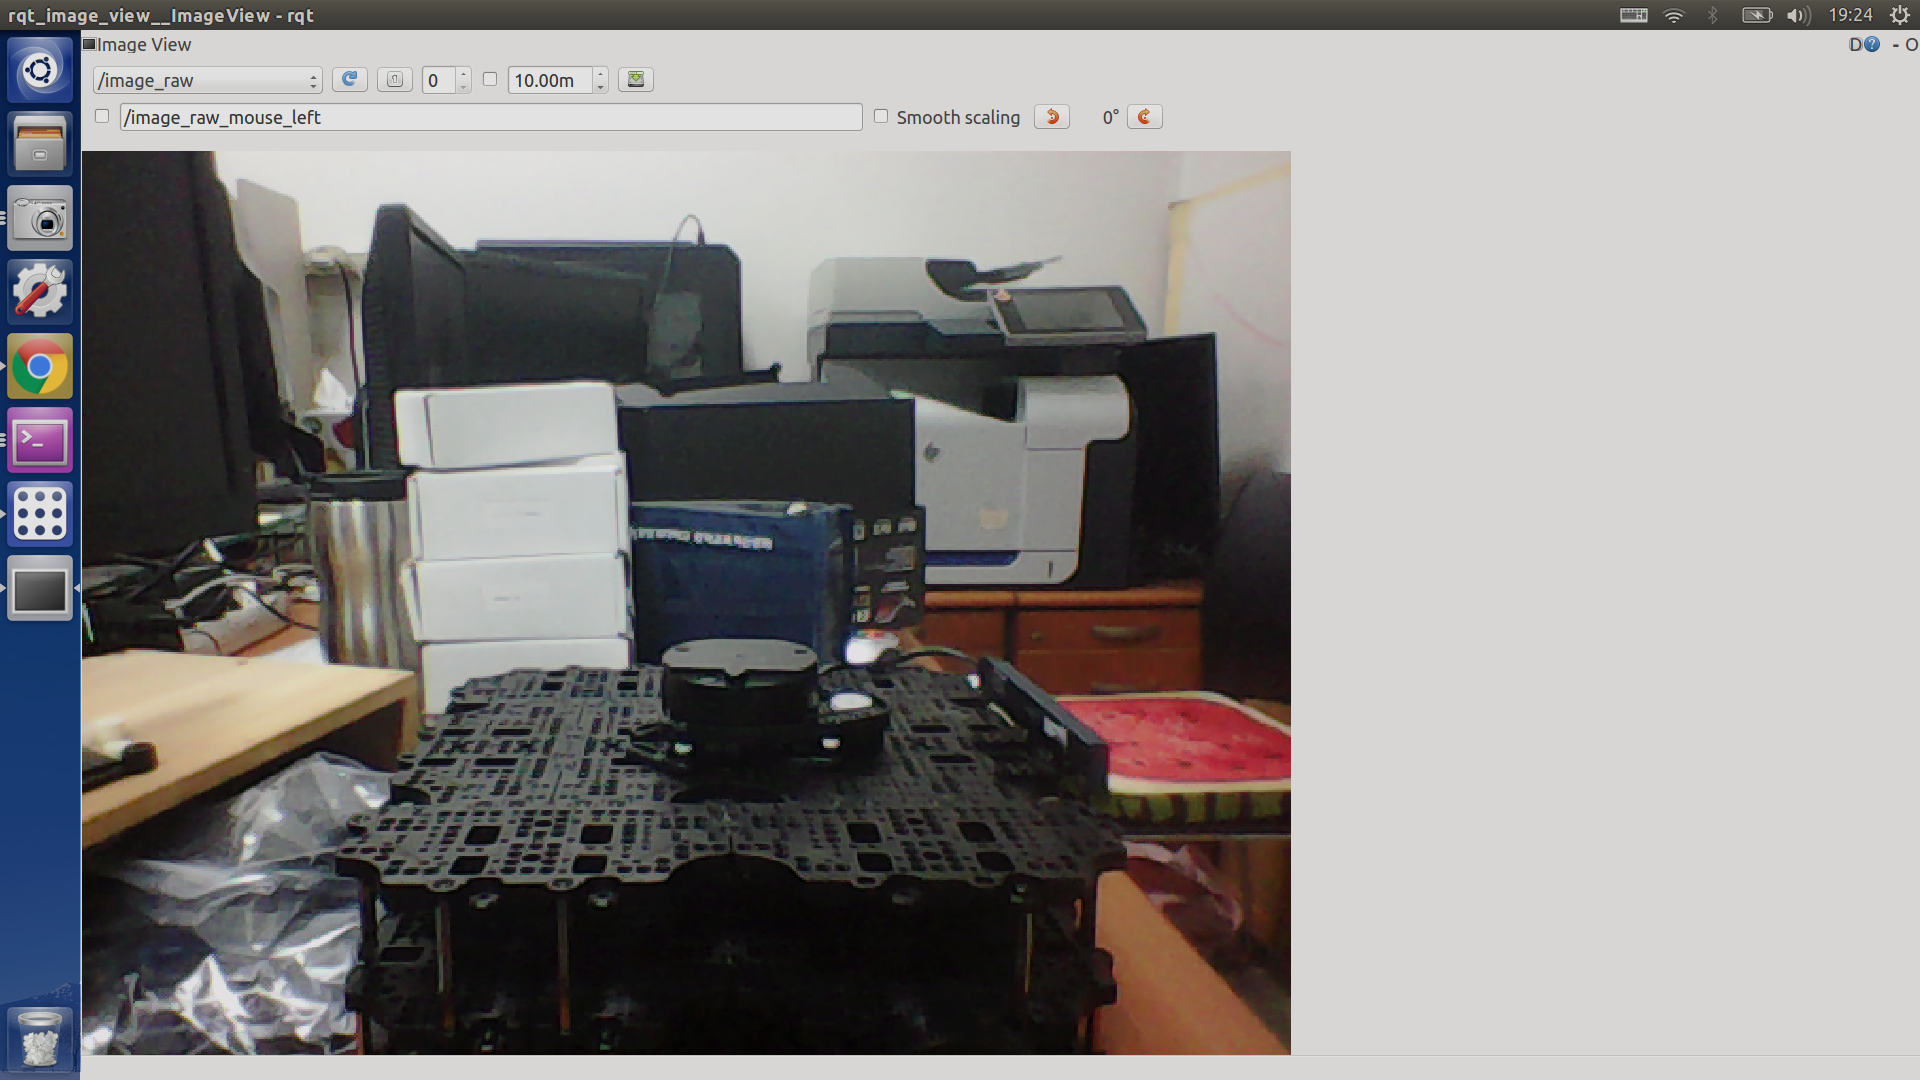 rqt_image_view__ImageView - rqt
19:24
Image View
D
- O
/image_raw
0
10.00m
/image_raw_mouse_left
Smooth scaling
0°